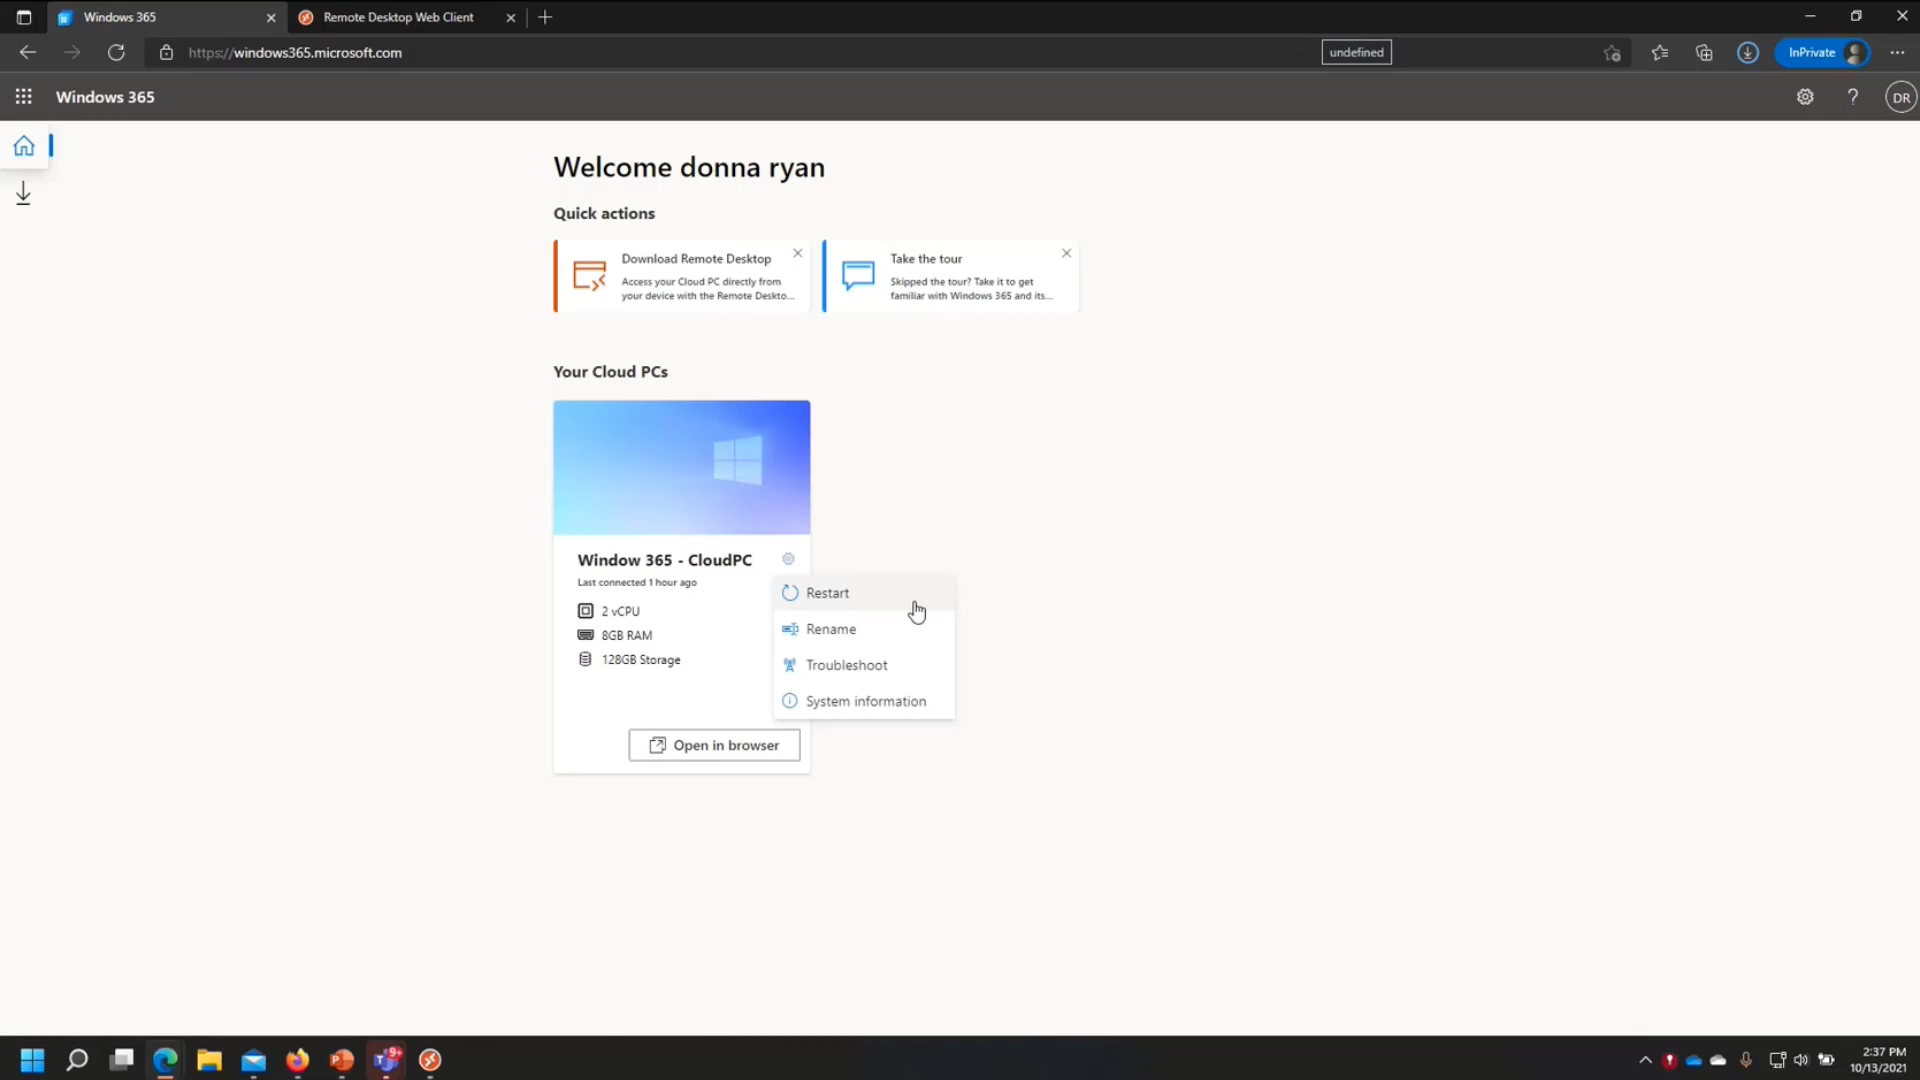 Windows 365
Remote Desktop Web Client
https://windows365.microsoft.com
undefined
InPrivate
Windows 365
DR
Welcome donna ryan
Quick actions
Download Remote Desktop
Access your Cloud PC directly from
your device with the Remote Deskto...
Take the tour
Skipped the tour? Take it to get
familiar with Windows 365 and its...
Your Cloud PCs
Window 365 - CloudPC
Last connected 1 hour ago
2 vCPU
8GB RAM
128GB Storage
Restart
Rename
Troubleshoot
System information
Open in browser
9+
2:37 PM
10/13/2021